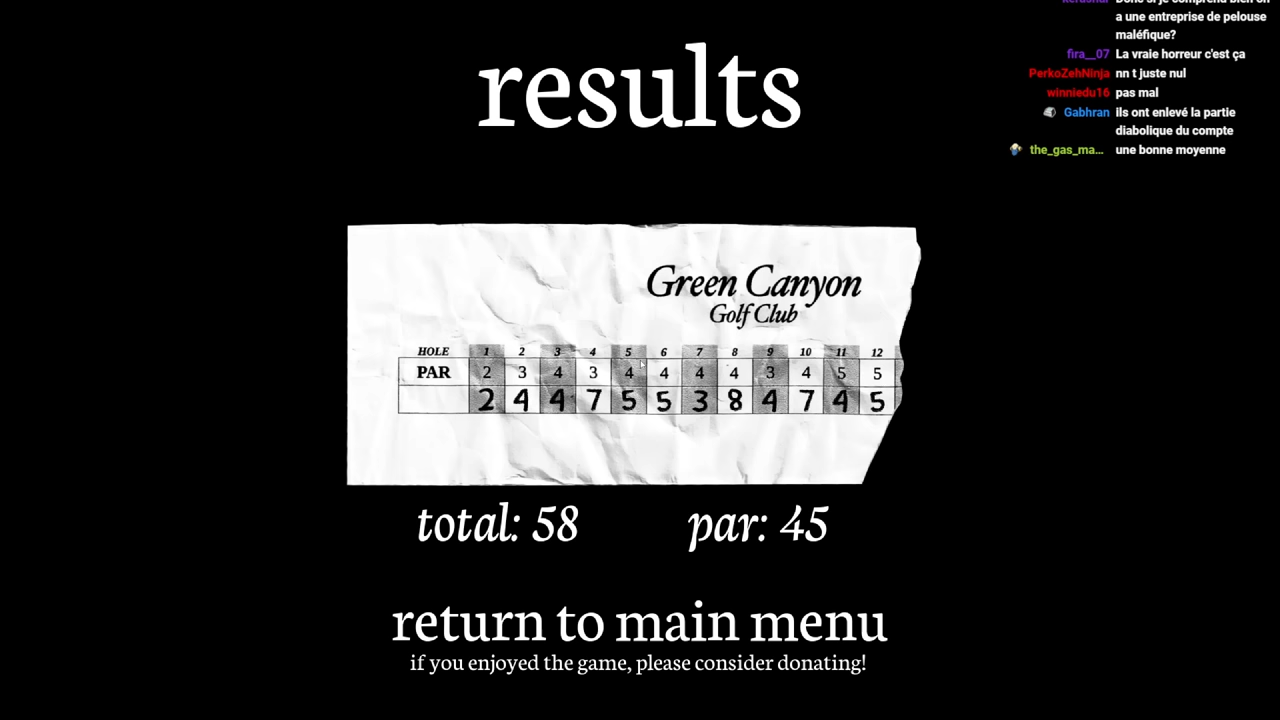 results
Green Canyon
Golf Club
HOLE 1 2 3 4 5 6 7 8 9 10 11 12
PAR 2 3 4 3 4 4 4 4 3 4 5 5
2 4 4 7 5 5 3 8 4 7 4 5
total: 58 par: 45
return to main menu
if you enjoyed the game, please consider donating!
a une entreprise de pelouse
maléfique?
fira__07 La vraie horreur c'est ça
PerkoZehNinja nn t juste nul
winniedu16 pas mal
Gabhran ils ont enlevé la partie
diabolique du compte
the_gas_ma... une bonne moyenne